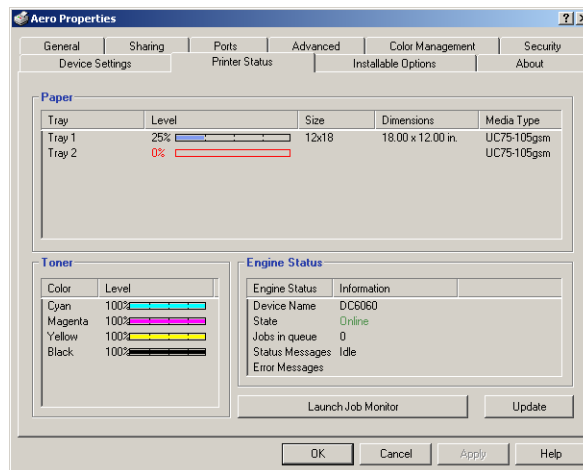 Aero Properties
General Sharing Ports Advanced Color Management Security
Device Settings Printer Status Installable Options About
Paper
Tray Level Size Dimensions Media Type
Tray 1 25% 12x18 18.00 x 12.00 in. UC75-105gsm
Tray 2 0% UC75-105gsm
Toner
Color Level
Cyan 100%
Magenta 100%
Yellow 100%
Black 100%
Engine Status
Engine Status Information
Device Name DC6060
State Online
Jobs in queue 0
Status Messages Idle
Error Messages
Launch Job Monitor Update
OK Cancel Apply Help